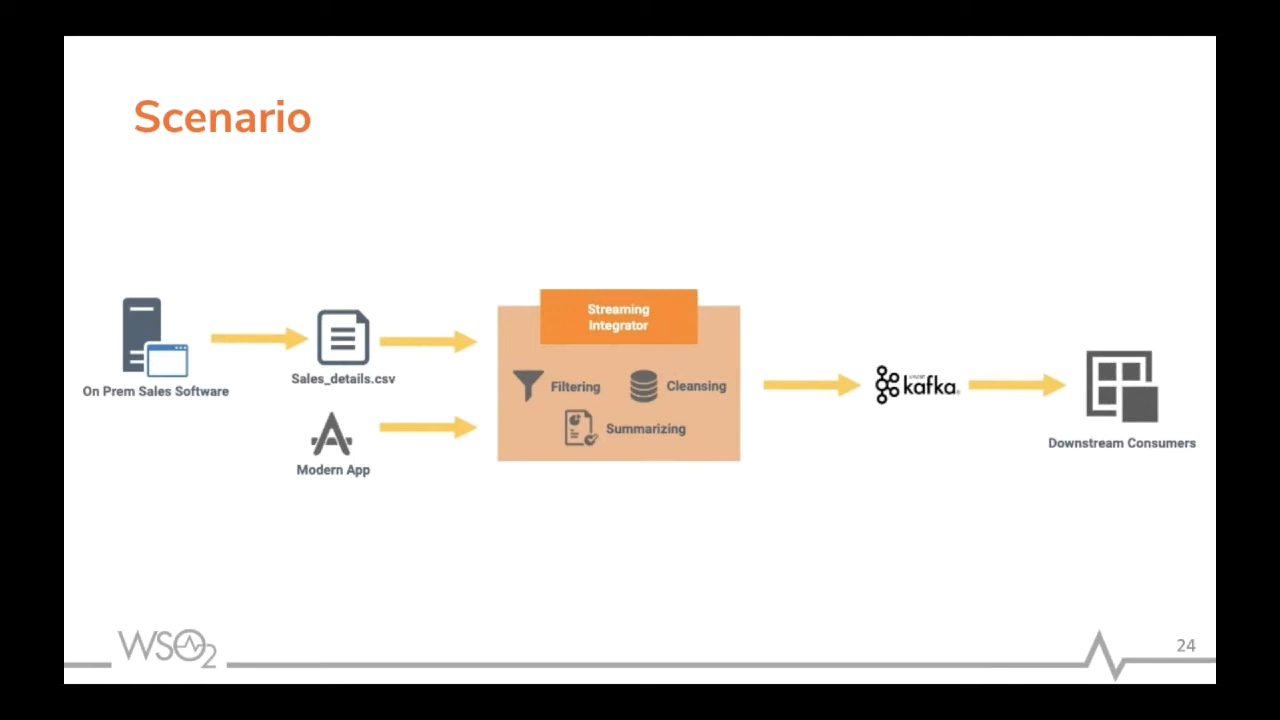 Scenario
Streaming
Integrator
On Prem Sales Software
Sales_details.csv
Modern App
Filtering
Cleansing
Summarizing
kafka
Downstream Consumers
WSO2
24